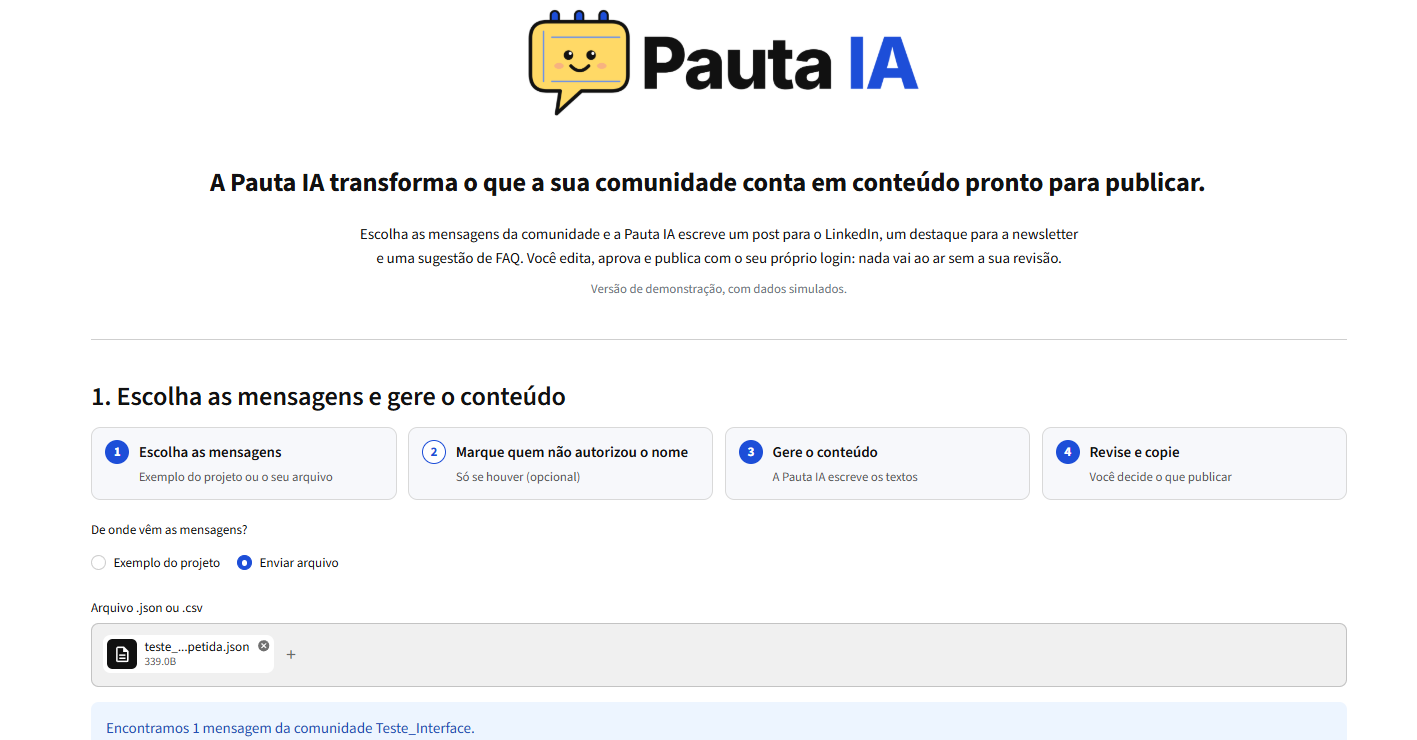 Pauta IA
A Pauta IA transforma o que a sua comunidade conta em conteúdo pronto para publicar.
Escolha as mensagens da comunidade e a Pauta IA escreve um post para o LinkedIn, um destaque para a newsletter
e uma sugestão de FAQ. Você edita, aprova e publica com o seu próprio login: nada vai ao ar sem a sua revisão.
Versão de demonstração, com dados simulados.
1. Escolha as mensagens e gere o conteúdo
1 Escolha as mensagens
Exemplo do projeto ou o seu arquivo
2 Marque quem não autorizou o nome
Só se houver (opcional)
3 Gere o conteúdo
A Pauta IA escreve os textos
4 Revise e copie
Você decide o que publicar
De onde vêm as mensagens?
Exemplo do projeto Enviar arquivo
Arquivo .json ou .csv
teste_...petida.json
339.0B
+
Encontramos 1 mensagem da comunidade Teste_Interface.